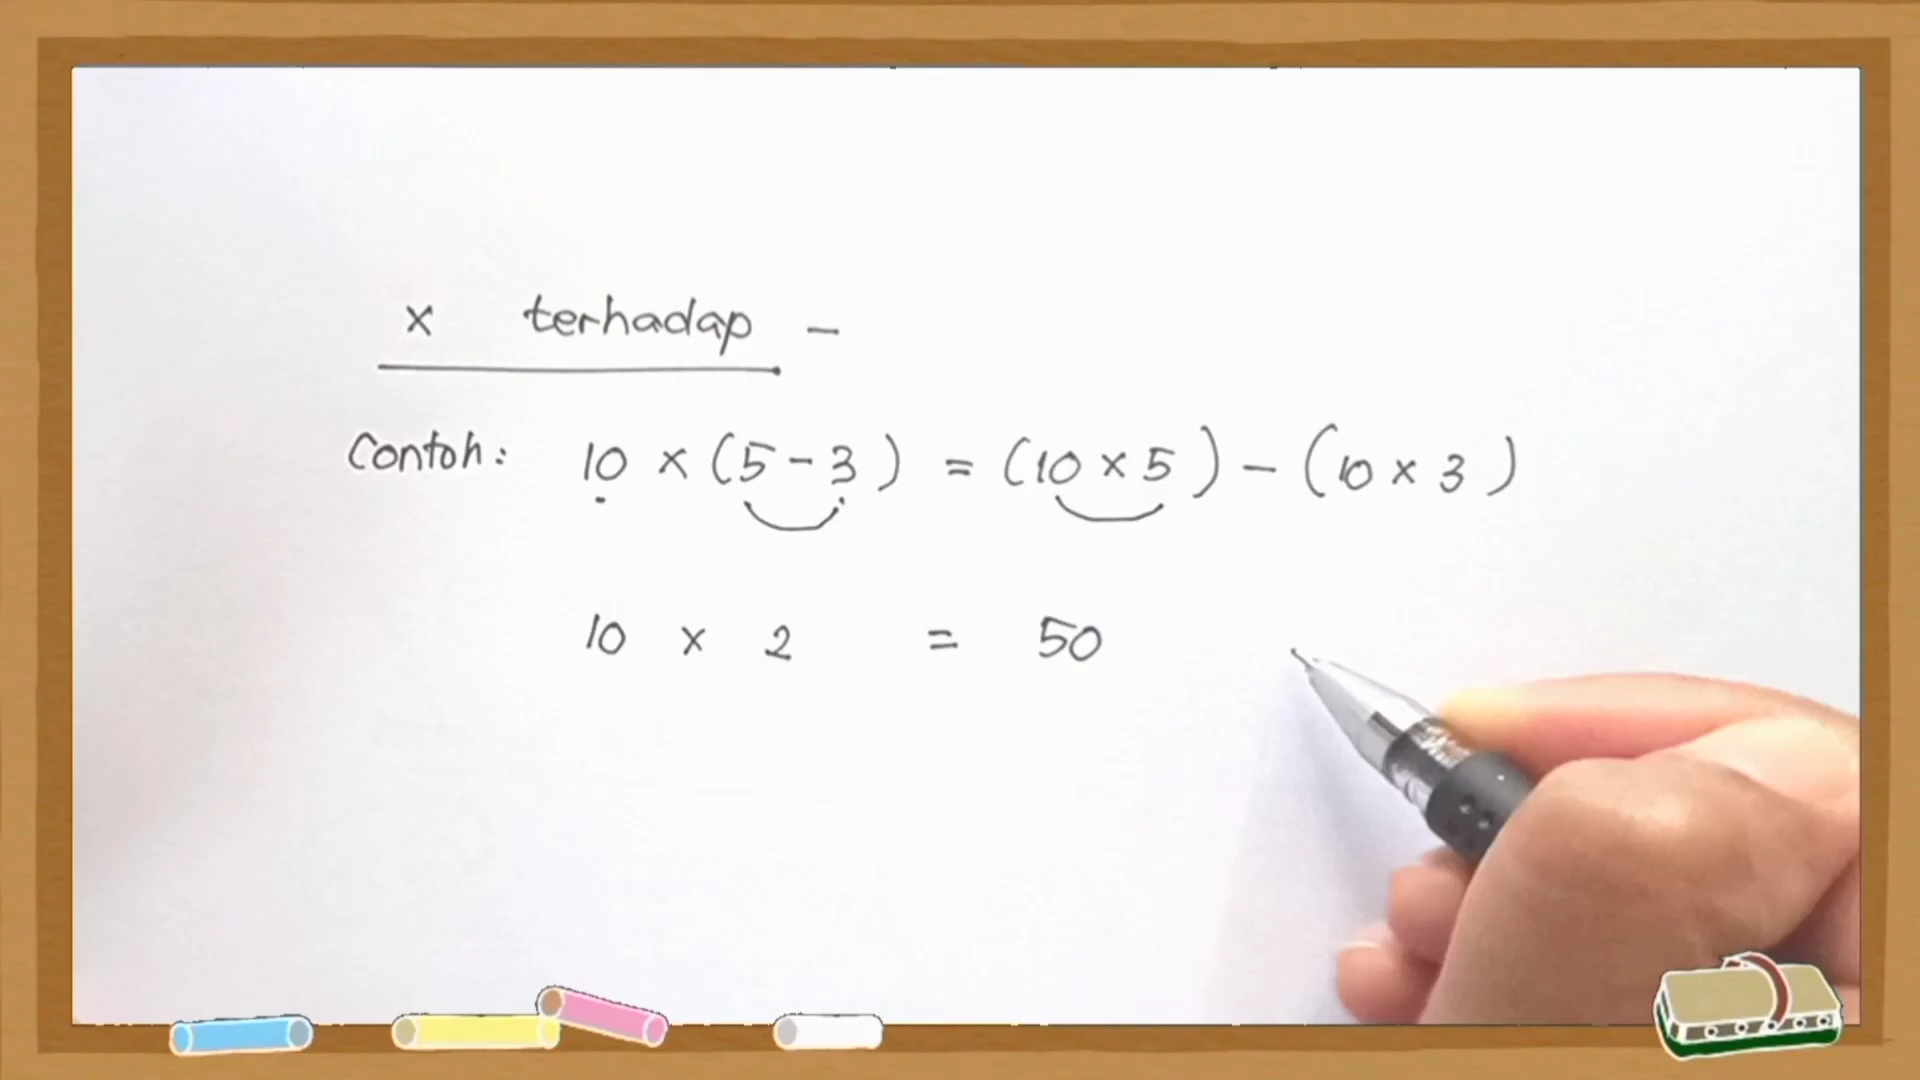 x terhadap -
Contoh: 10 x (5 - 3) = (10 x 5) - (10 x 3)
10 x 2 = 50